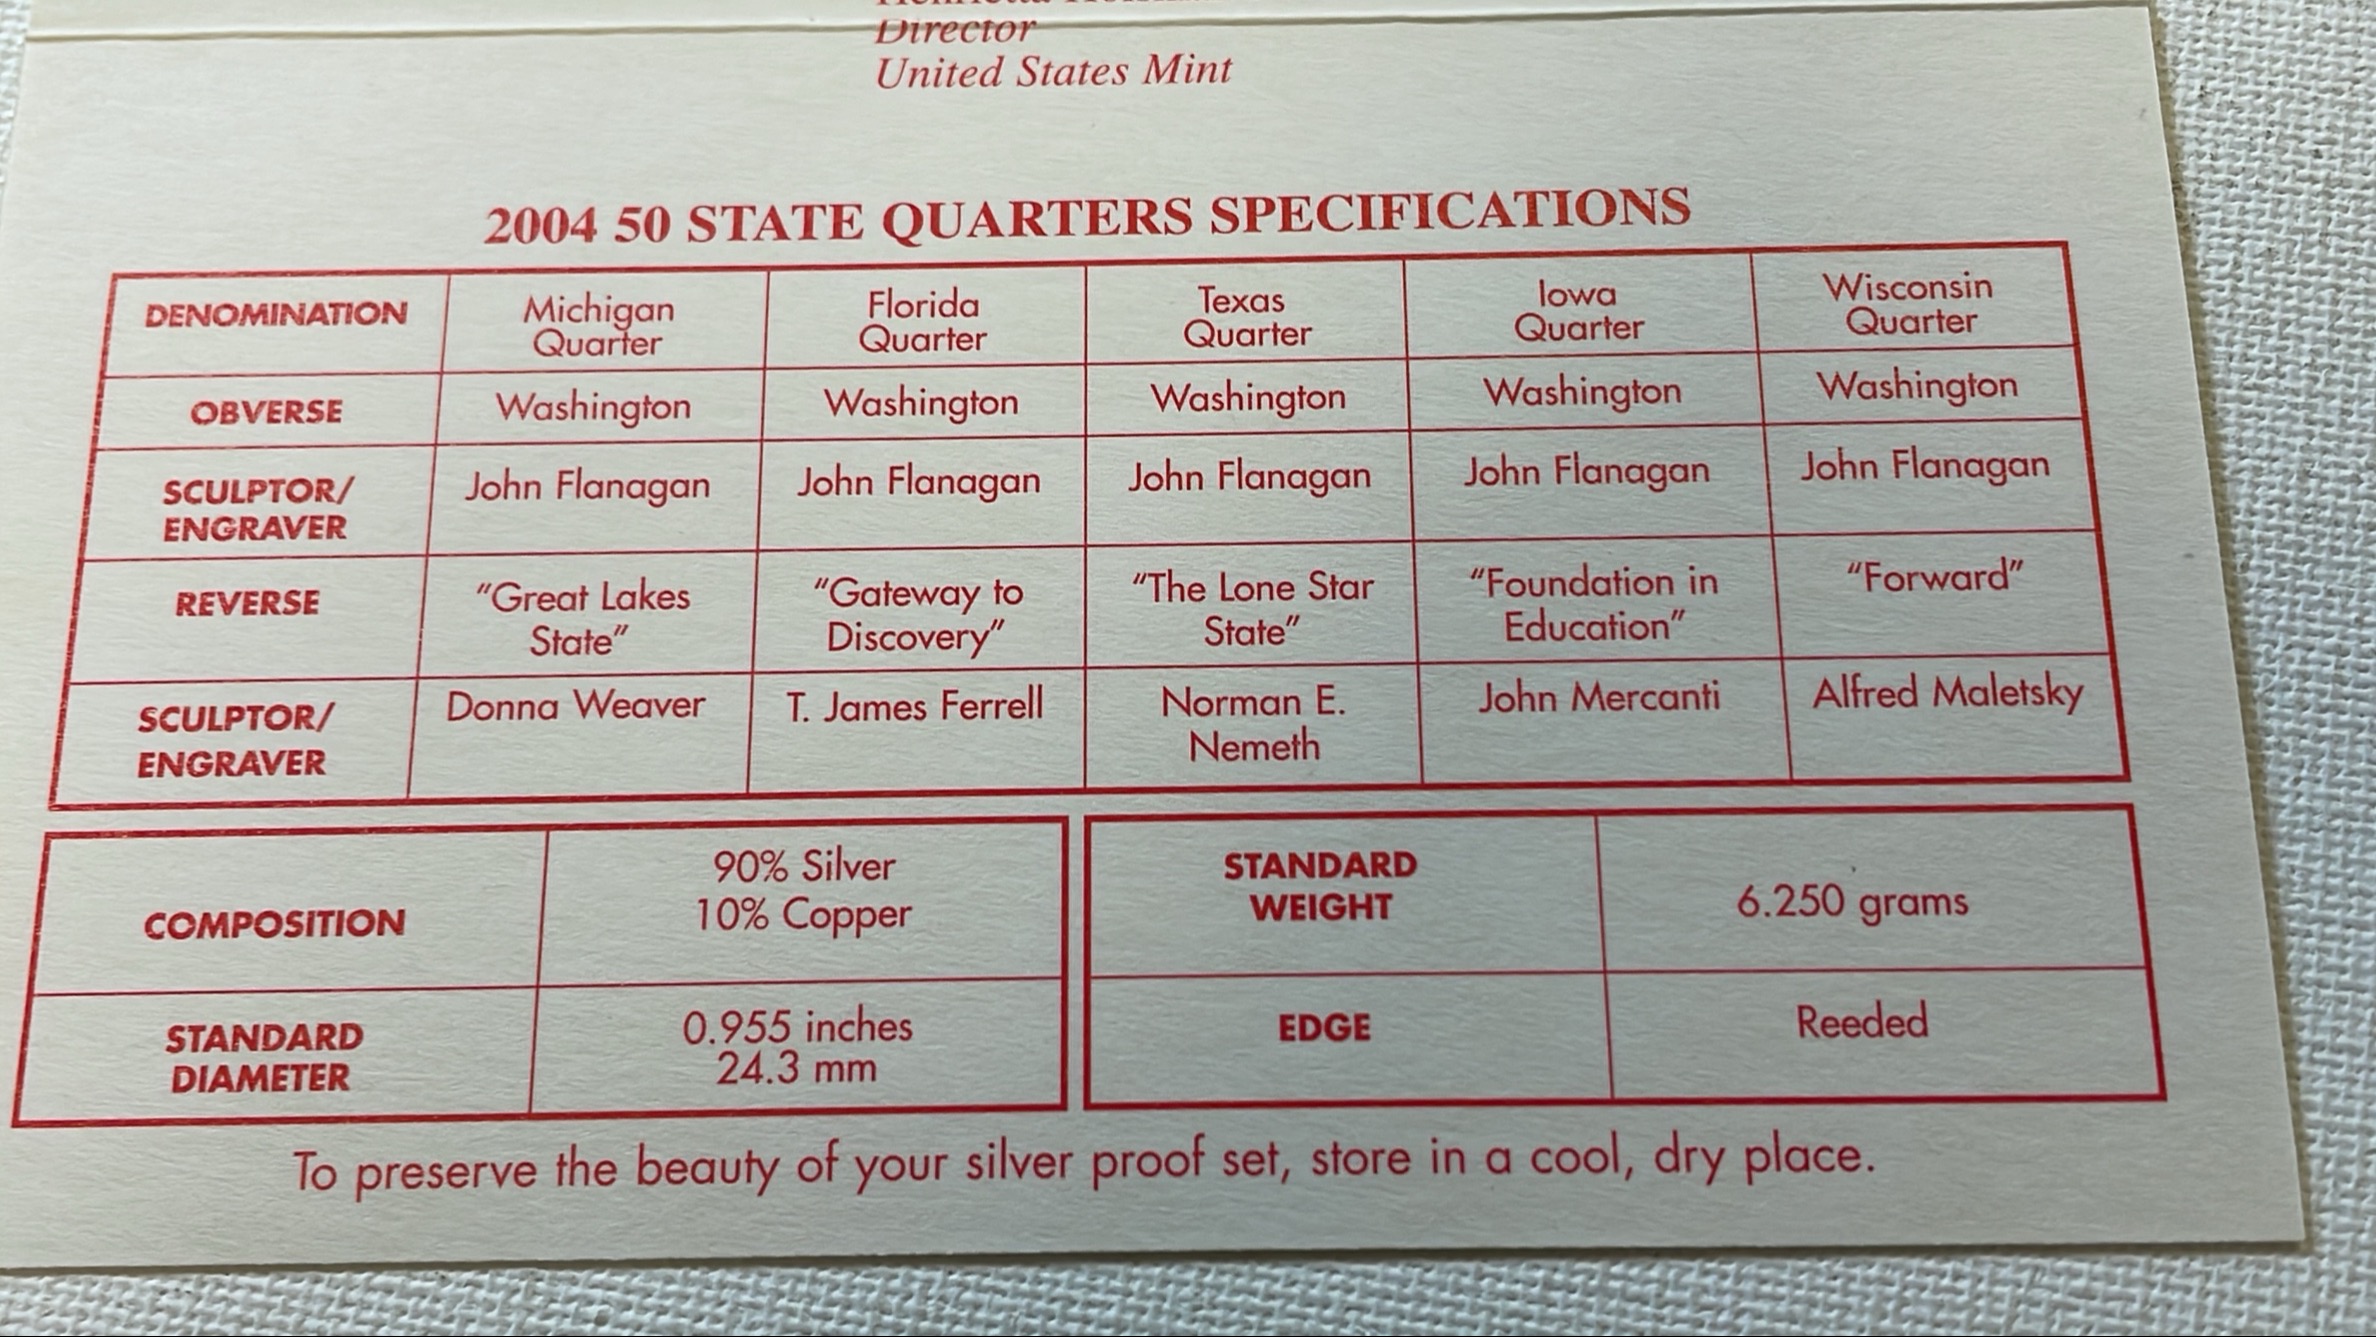 Director
United States Mint
2004 50 STATE QUARTERS SPECIFICATIONS
DENOMINATION
Michigan
Quarter
Florida
Quarter
Texas
Quarter
Iowa
Quarter
Wisconsin
Quarter
OBVERSE
Washington
Washington
Washington
Washington
Washington
SCULPTOR/
ENGRAVER
John Flanagan
John Flanagan
John Flanagan
John Flanagan
John Flanagan
REVERSE
"Great Lakes
State"
"Gateway to
Discovery"
"The Lone Star
State"
"Foundation in
Education"
"Forward"
SCULPTOR/
ENGRAVER
Donna Weaver
T. James Ferrell
Norman E.
Nemeth
John Mercanti
Alfred Maletsky
COMPOSITION
90% Silver
10% Copper
STANDARD
WEIGHT
6.250 grams
STANDARD
DIAMETER
0.955 inches
24.3 mm
EDGE
Reeded
To preserve the beauty of your silver proof set, store in a cool, dry place.